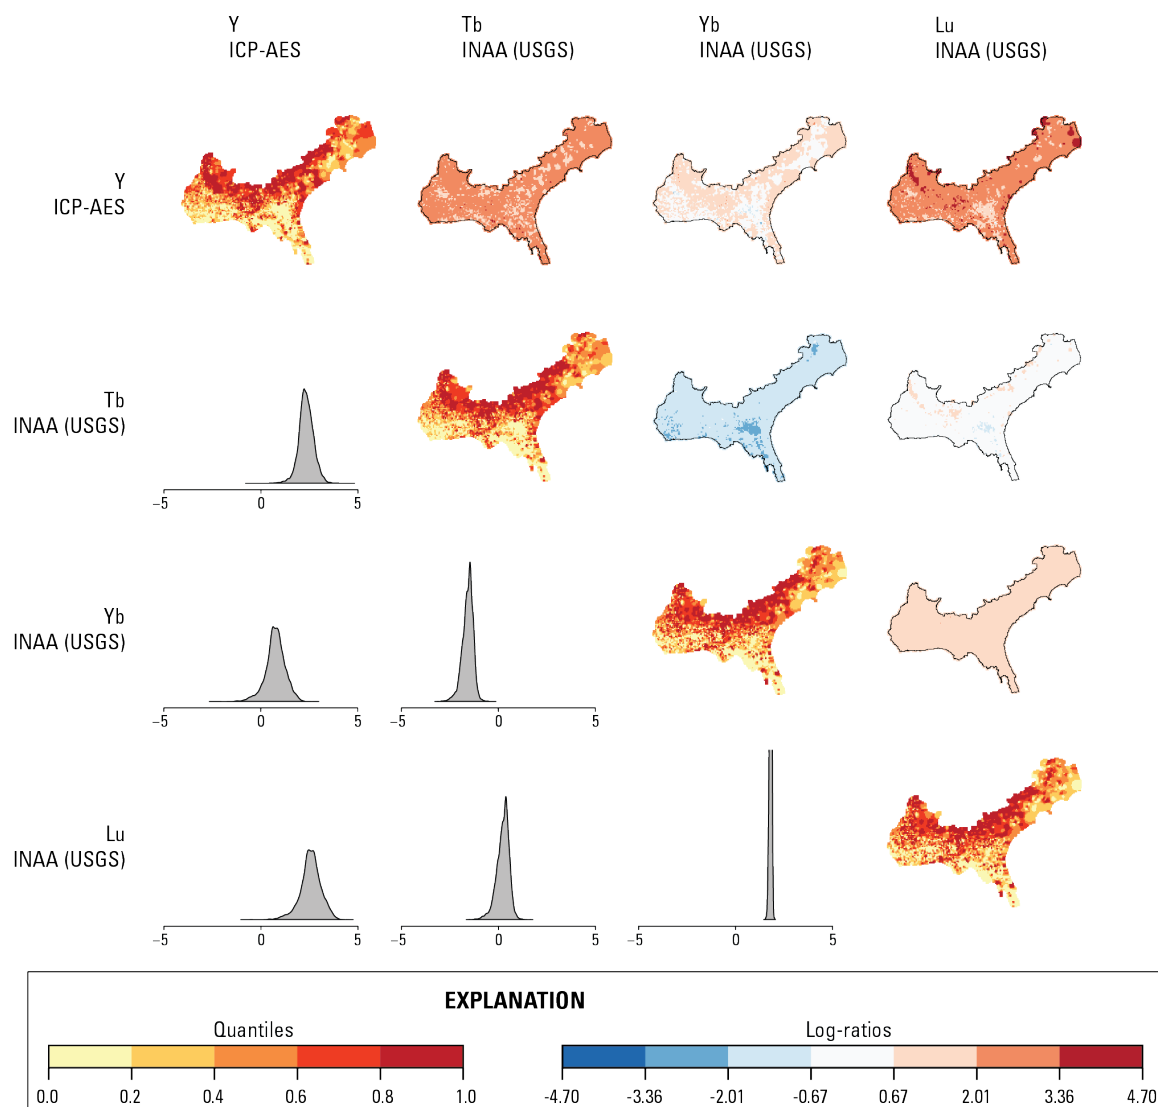 Y
ICP-AES
Tb
INAA (USGS)
Yb
INAA (USGS)
Lu
INAA (USGS)
Y
ICP-AES
Tb
INAA (USGS)
−5 0 5
Yb
INAA (USGS)
−5 0 5
−5 0 5
Lu
INAA (USGS)
−5 0 5
−5 0 5
−5 0 5
EXPLANATION
Quantiles
0.0 0.2 0.4 0.6 0.8 1.0
Log-ratios
-4.70 -3.36 -2.01 -0.67 0.67 2.01 3.36 4.70